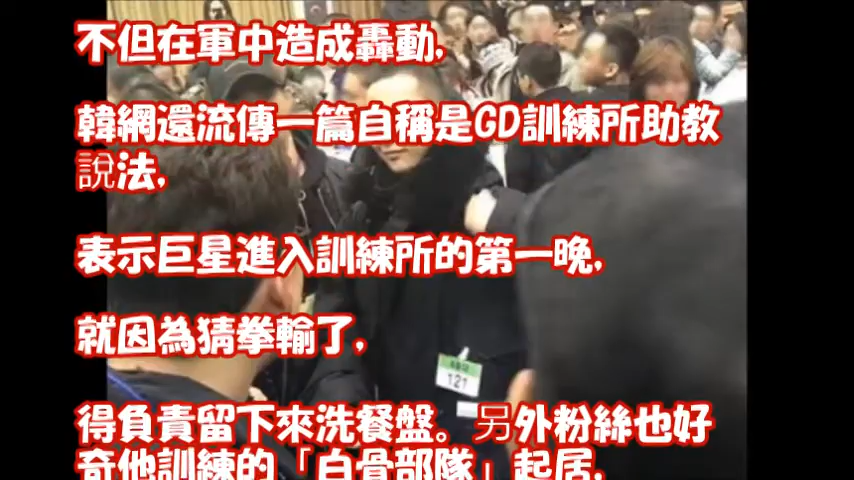 不但在軍中造成轟動,
韓網還流傳一篇自稱是GD訓練所助教
說法,
表示巨星進入訓練所的第一晚,
就因為猜拳輸了,
121
得負責留下來洗餐盤。另外粉絲也好
奇他訓練的「白骨部隊」起居,